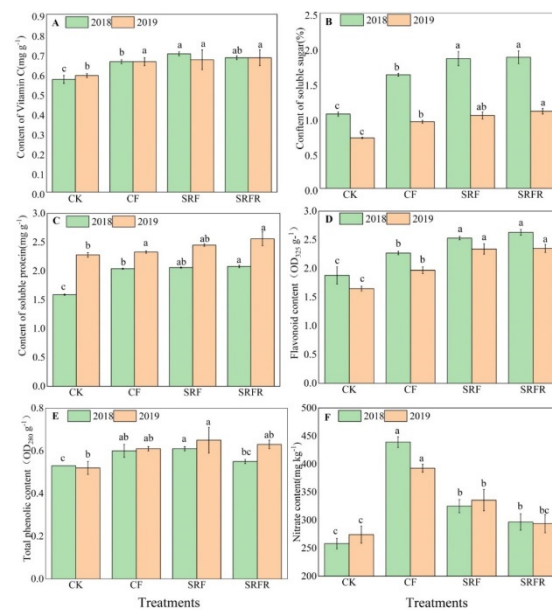 A 2018 2019
Content of Vitamin C(mg g-1)
0.9
0.8
0.7
0.6
0.5
0.4
0.3
0.2
0.1
0.0
c b b a a a ab a
CK CF SRF SRFR
B 2018 2019
Conflent of soluble sugar(%)
2.5
2.0
1.5
1.0
0.5
0.0
c c b b a ab a a
CK CF SRF SRFR
C 2018 2019
Content of soluble protein(mg g-1)
3.0
2.5
2.0
1.5
1.0
0.5
0.0
c b b a ab ab a a
CK CF SRF SRFR
D 2018 2019
Flavonoid content（OD325 g-1）
3.0
2.5
2.0
1.5
1.0
0.5
0.0
c c b b a a a a
CK CF SRF SRFR
E 2018 2019
Total phenolic content（OD280 g-1）
0.8
0.6
0.4
0.2
0.0
c b ab ab a a bc ab
CK CF SRF SRFR
Treatments
F 2018 2019
Nitrate content(mg kg-1)
500
450
400
350
300
250
200
c c a a b b b bc
CK CF SRF SRFR
Treatments